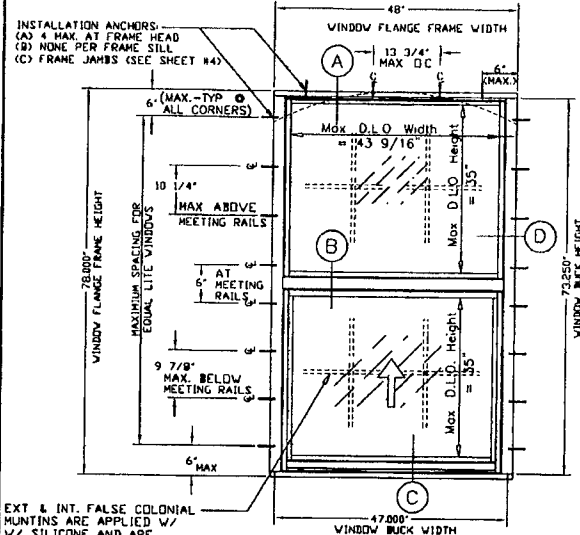 INSTALLATION ANCHORS:
(A) 4 MAX. AT FRAME HEAD
(B) NONE PER FRAME SILL
(C) FRAME JAMBS (SEE SHEET #4)
48"
WINDOW FLANGE FRAME WIDTH
13 3/4"
MAX O.C
6"
(MAX.)
A
6" (MAX.-TYP @
ALL CORNERS)
Max D.L.O Width
= 43 9/16"
Max D.L.O Height
= 35"
10 1/4"
MAX ABOVE
MEETING RAILS
D
B
6" AT
MEETING
RAILS
MAXIMUM SPACING FOR
EQUAL LITE WINDOWS
78.000"
WINDOW FLANGE FRAME HEIGHT
73.250"
WINDOW BUCK HEIGHT
9 7/8"
MAX. BELOW
MEETING RAILS
Max D.L.O. Height
= 35"
6"
MAX
C
EXT & INT. FALSE COLONIAL
MUNTINS ARE APPLIED W/
W/ SILICONE AND ARE
47.000"
WINDOW BUCK WIDTH